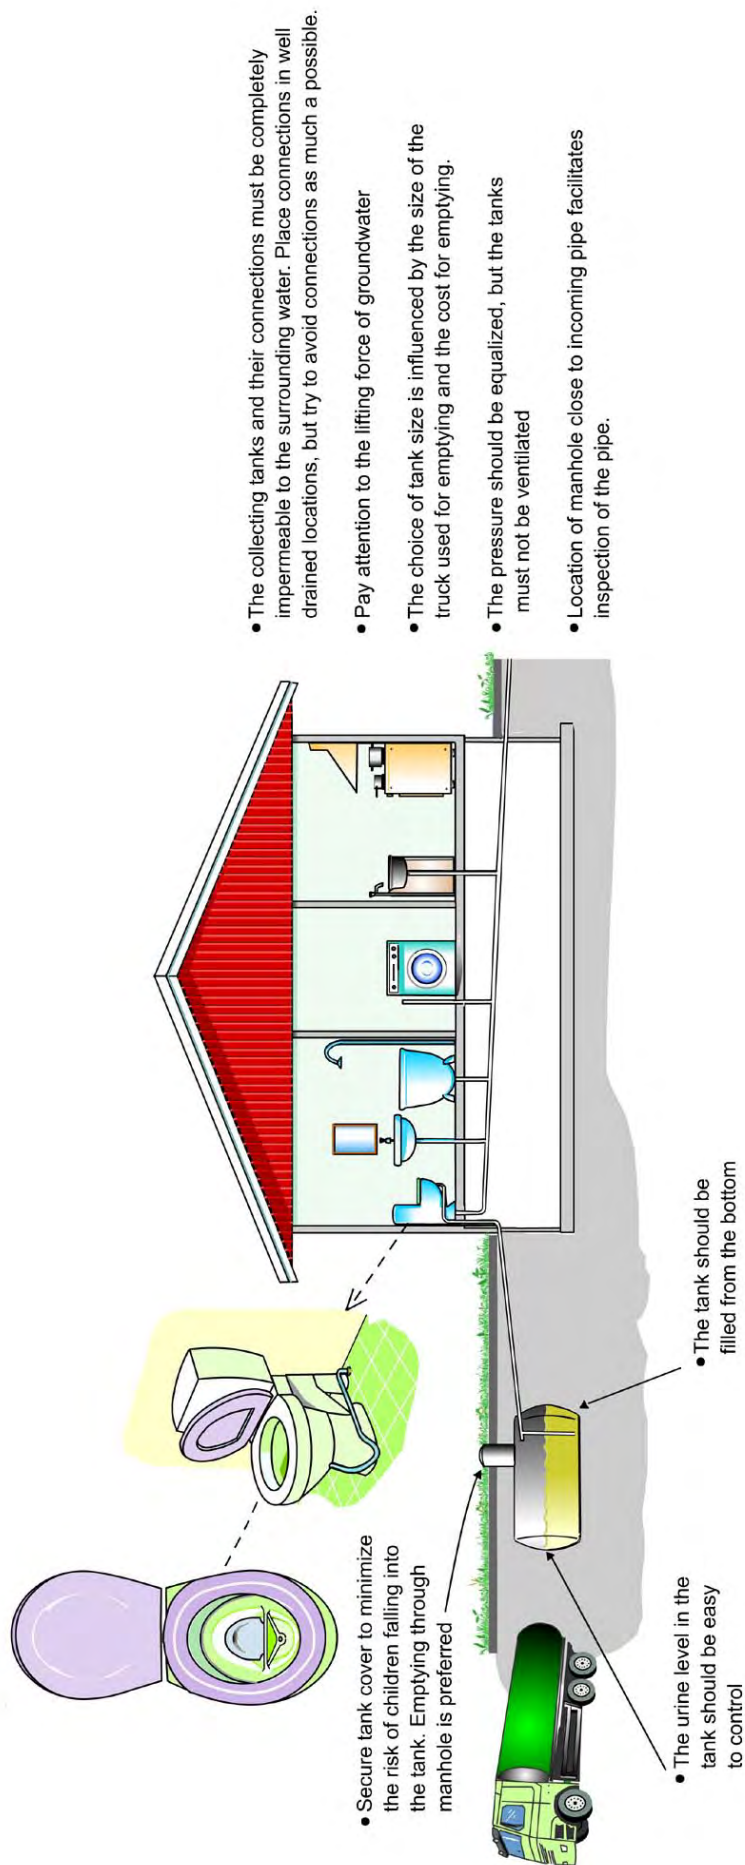 • The collecting tanks and their connections must be completely
impermeable to the surrounding water. Place connections in well
drained locations, but try to avoid connections as much a possible.
• Pay attention to the lifting force of groundwater
• The choice of tank size is influenced by the size of the
truck used for emptying and the cost for emptying.
• The pressure should be equalized, but the tanks
must not be ventilated
• Location of manhole close to incoming pipe facilitates
inspection of the pipe.
• Secure tank cover to minimize
the risk of children falling into
the tank. Emptying through
manhole is preferred
• The urine level in the
tank should be easy
to control
• The tank should be
filled from the bottom